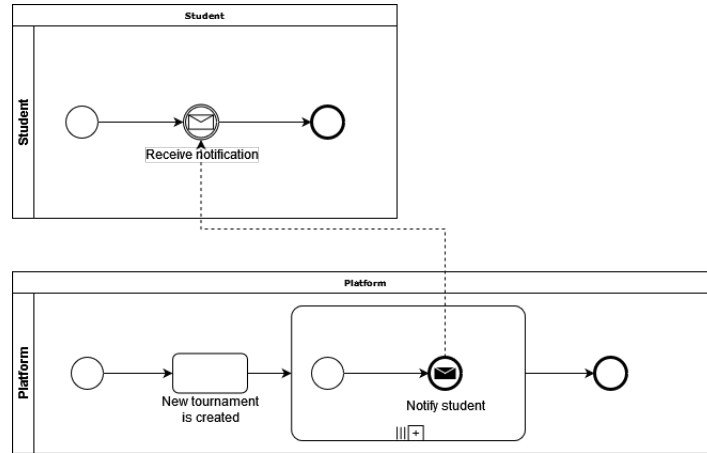 Student
Student
Receive notification
Platform
Platform
New tournament
is created
Notify student